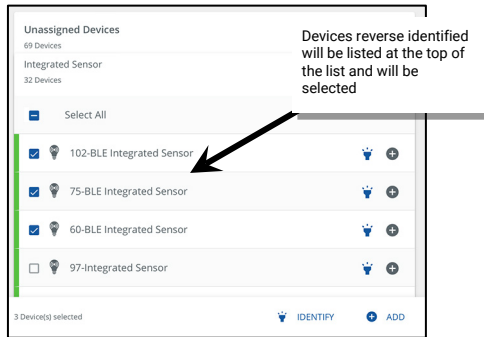 Unassigned Devices
69 Devices
Integrated Sensor
32 Devices
Select All
102-BLE Integrated Sensor
75-BLE Integrated Sensor
60-BLE Integrated Sensor
97-Integrated Sensor
3 Device(s) selected
IDENTIFY
ADD
Devices reverse identified
will be listed at the top of
the list and will be
selected